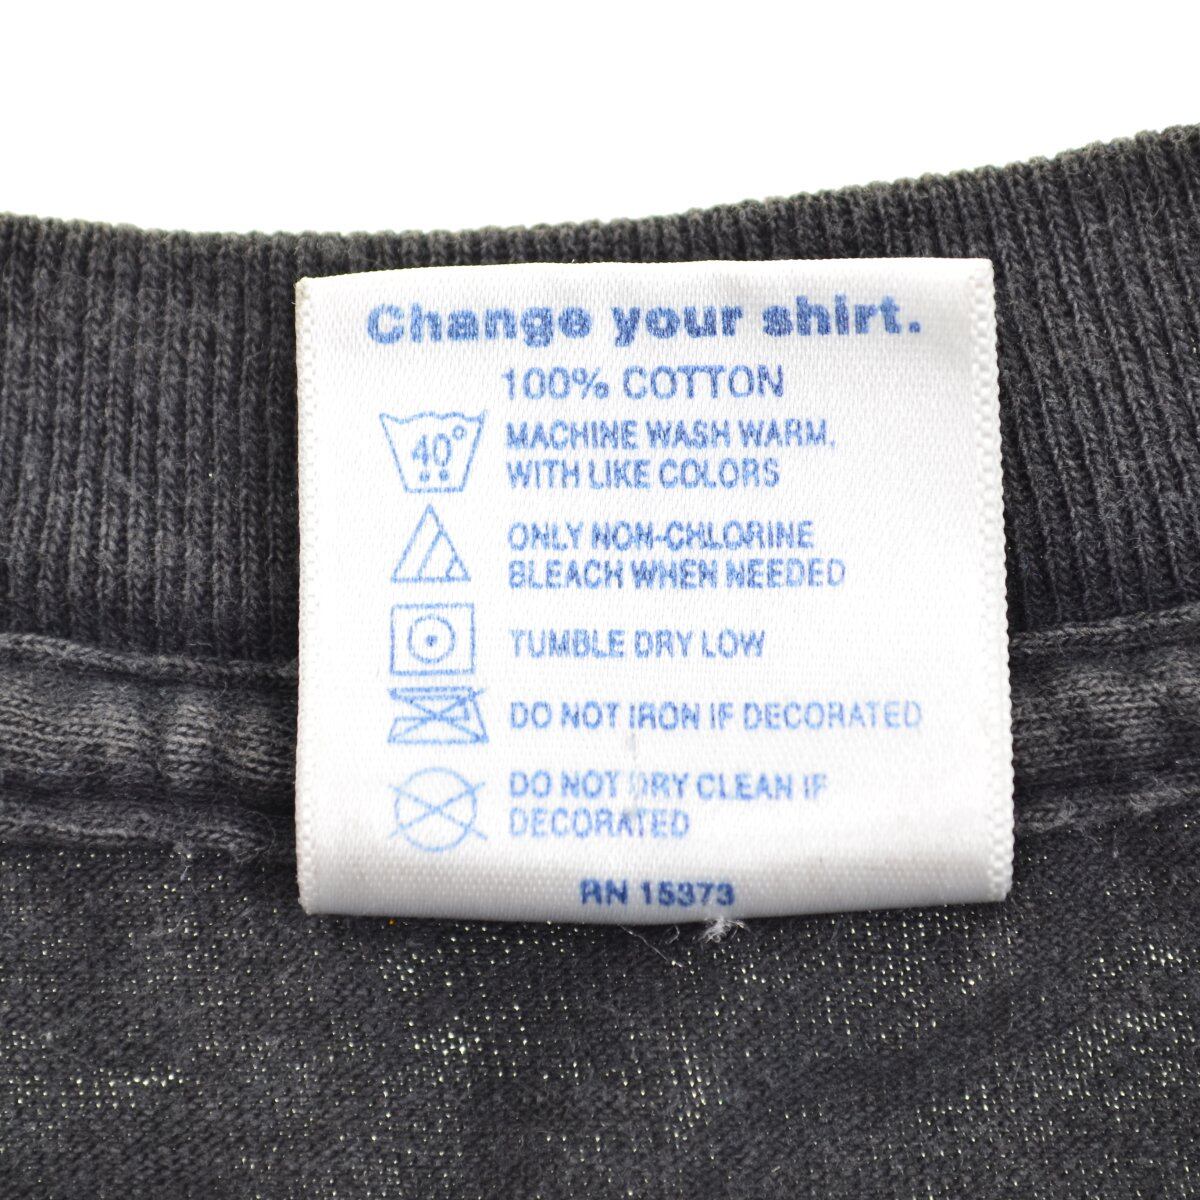 Change your shirt.
100% COTTON
40°
MACHINE WASH WARM,
WITH LIKE COLORS
ONLY NON-CHLORINE
BLEACH WHEN NEEDED
TUMBLE DRY LOW
DO NOT IRON IF DECORATED
DO NOT DRY CLEAN IF
DECORATED
RN 15373